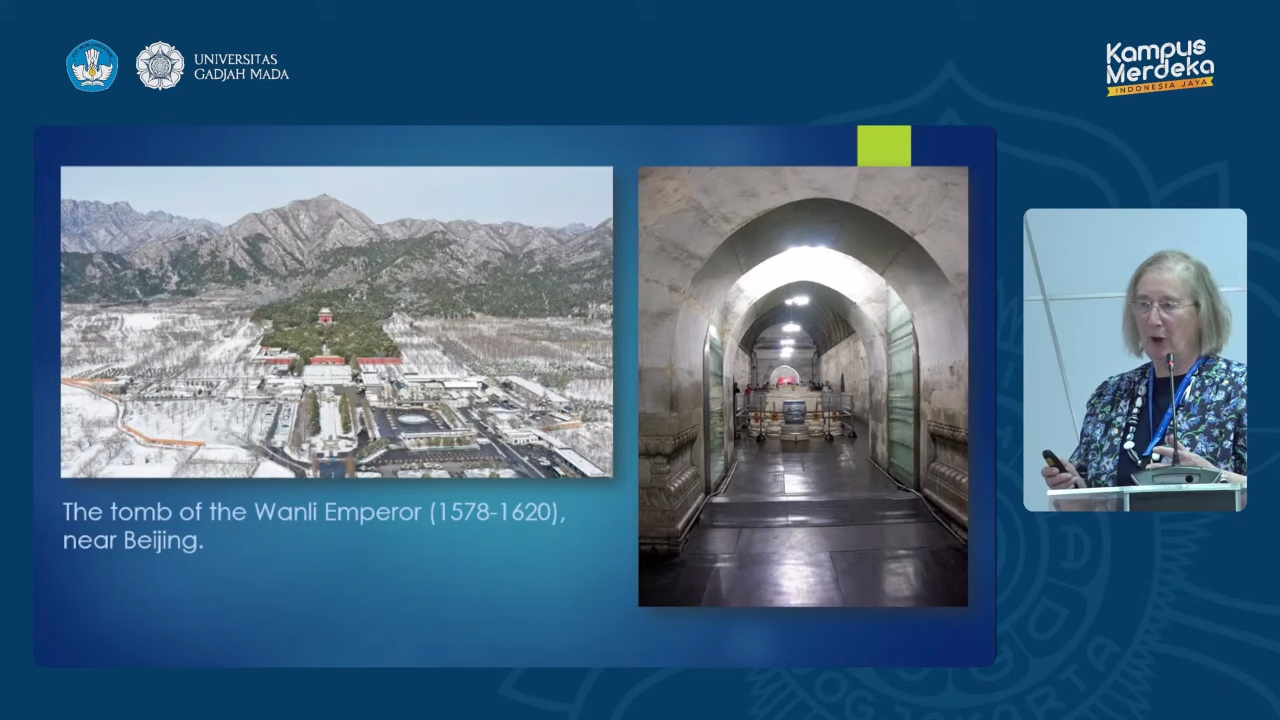 UNIVERSITAS
GADJAH MADA
Kampus
Merdeka
INDONESIA JAYA
The tomb of the Wanli Emperor (1578-1620),
near Beijing.